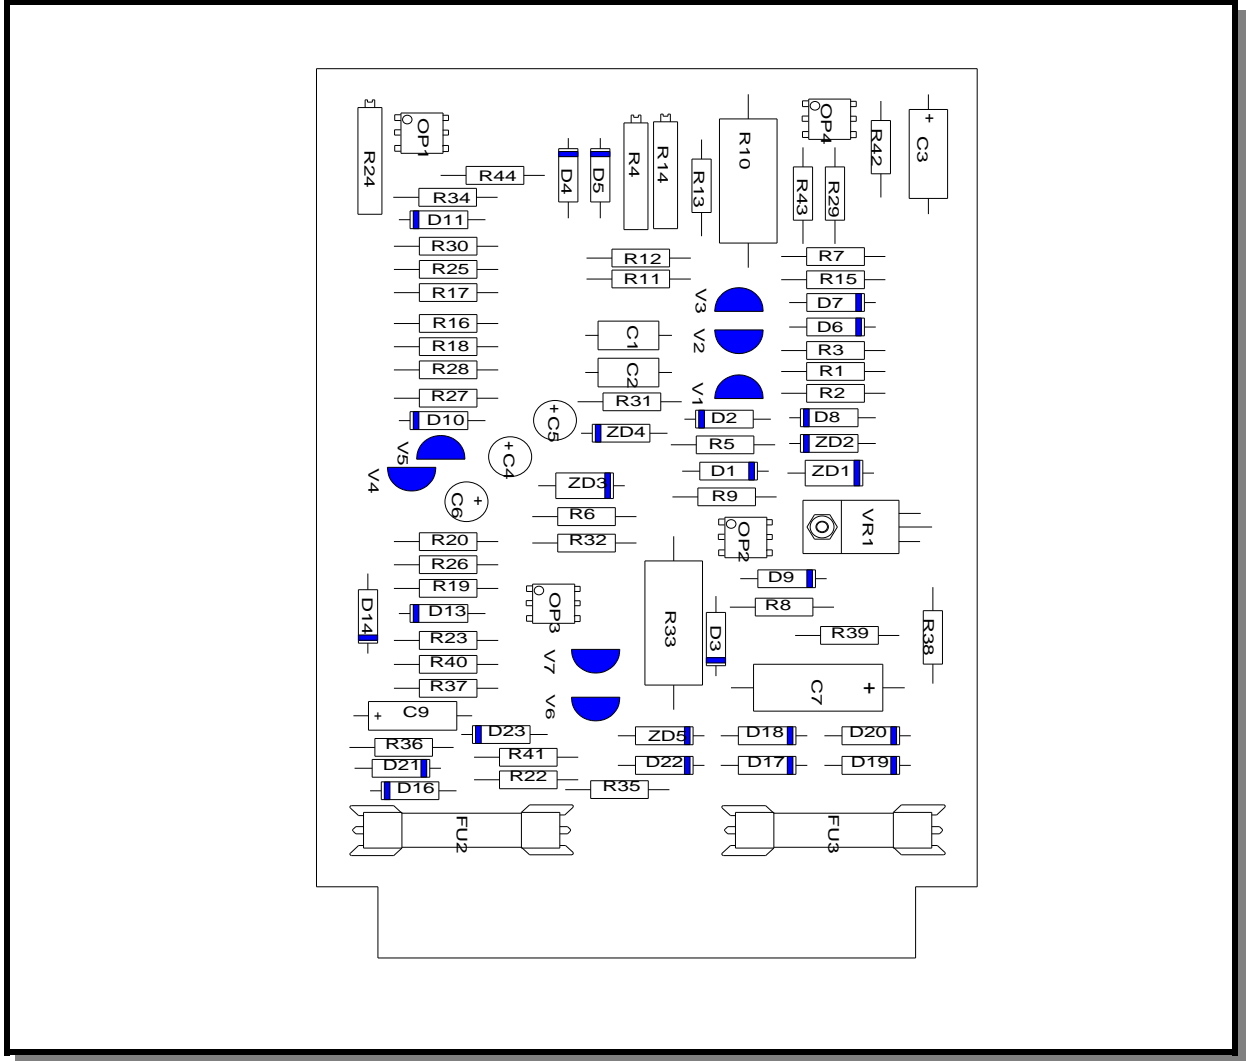 R24
OP1
R44
R34
D11
R30
R25
R17
R16
R18
R28
R27
D10
V5
V4
D4
D5
R4
R14
R13
R10
OP4
R42
C3
R43
R29
R12
R11
R7
R15
D7
D6
R3
R1
R2
V3
V2
V1
C1
C2
R31
+
C5
ZD4
D2
D8
R5
ZD2
+
C4
D1
ZD1
ZD3
R9
C6
+
R6
R32
OP2
VR1
R20
R26
R19
D13
D14
OP3
R33
D3
D9
R8
R39
R38
R23
R40
R37
V7
V6
C7
+
+
C9
D23
ZD5
D18
D20
R36
R41
D21
D22
D17
D19
R22
D16
R35
FU2
FU3
+